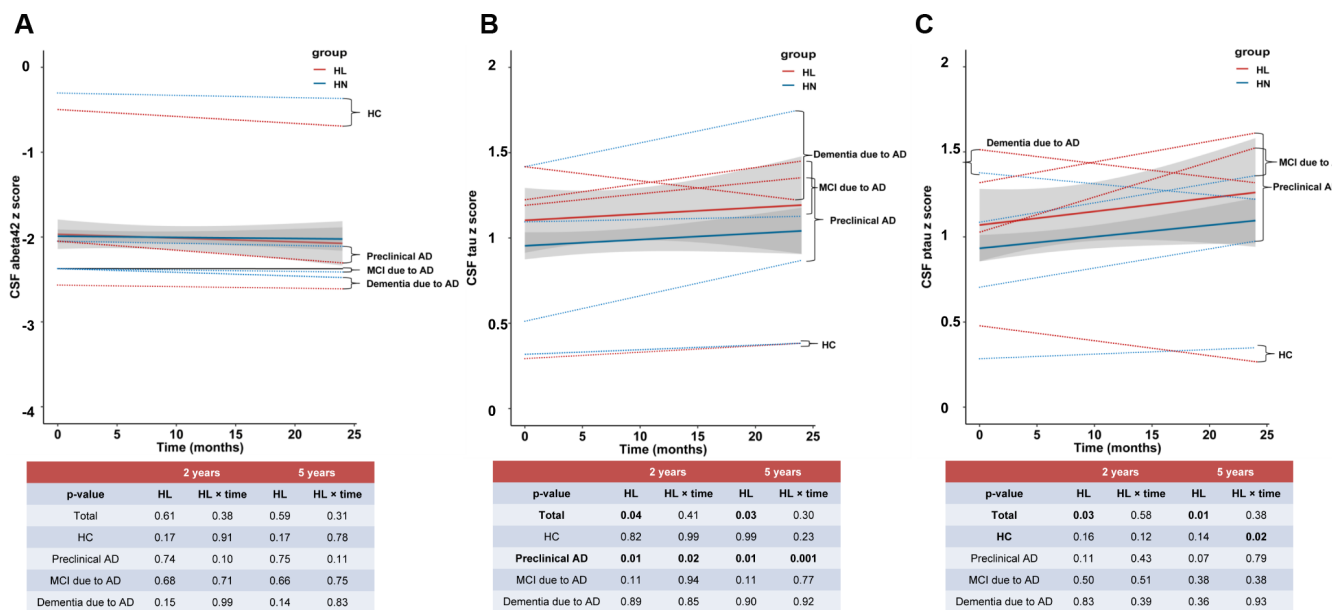 A
group
HL
HN
CSF abeta42 z score
0
-1
-2
-3
-4
HC
Preclinical AD
MCI due to AD
Dementia due to AD
0 5 10 15 20 25
Time (months)
2 years 5 years
p-value HL HL × time HL HL × time
Total 0.61 0.38 0.59 0.31
HC 0.17 0.91 0.17 0.78
Preclinical AD 0.74 0.10 0.75 0.11
MCI due to AD 0.68 0.71 0.66 0.75
Dementia due to AD 0.15 0.99 0.14 0.83
B
group
HL
HN
CSF tau z score
2
1.5
1
0.5
0
Dementia due to AD
MCI due to AD
Preclinical AD
HC
0 5 10 15 20 25
Time (months)
2 years 5 years
p-value HL HL × time HL HL × time
Total 0.04 0.41 0.03 0.30
HC 0.82 0.99 0.99 0.23
Preclinical AD 0.01 0.02 0.01 0.001
MCI due to AD 0.11 0.94 0.11 0.77
Dementia due to AD 0.89 0.85 0.90 0.92
C
group
HL
HN
CSF ptau z score
2
1.5
1
0.5
0
Dementia due to AD
MCI due to
Preclinical A
HC
0 5 10 15 20 25
Time (months)
2 years 5 years
p-value HL HL × time HL HL × time
Total 0.03 0.58 0.01 0.38
HC 0.16 0.12 0.14 0.02
Preclinical AD 0.11 0.43 0.07 0.79
MCI due to AD 0.50 0.51 0.38 0.38
Dementia due to AD 0.83 0.39 0.36 0.93